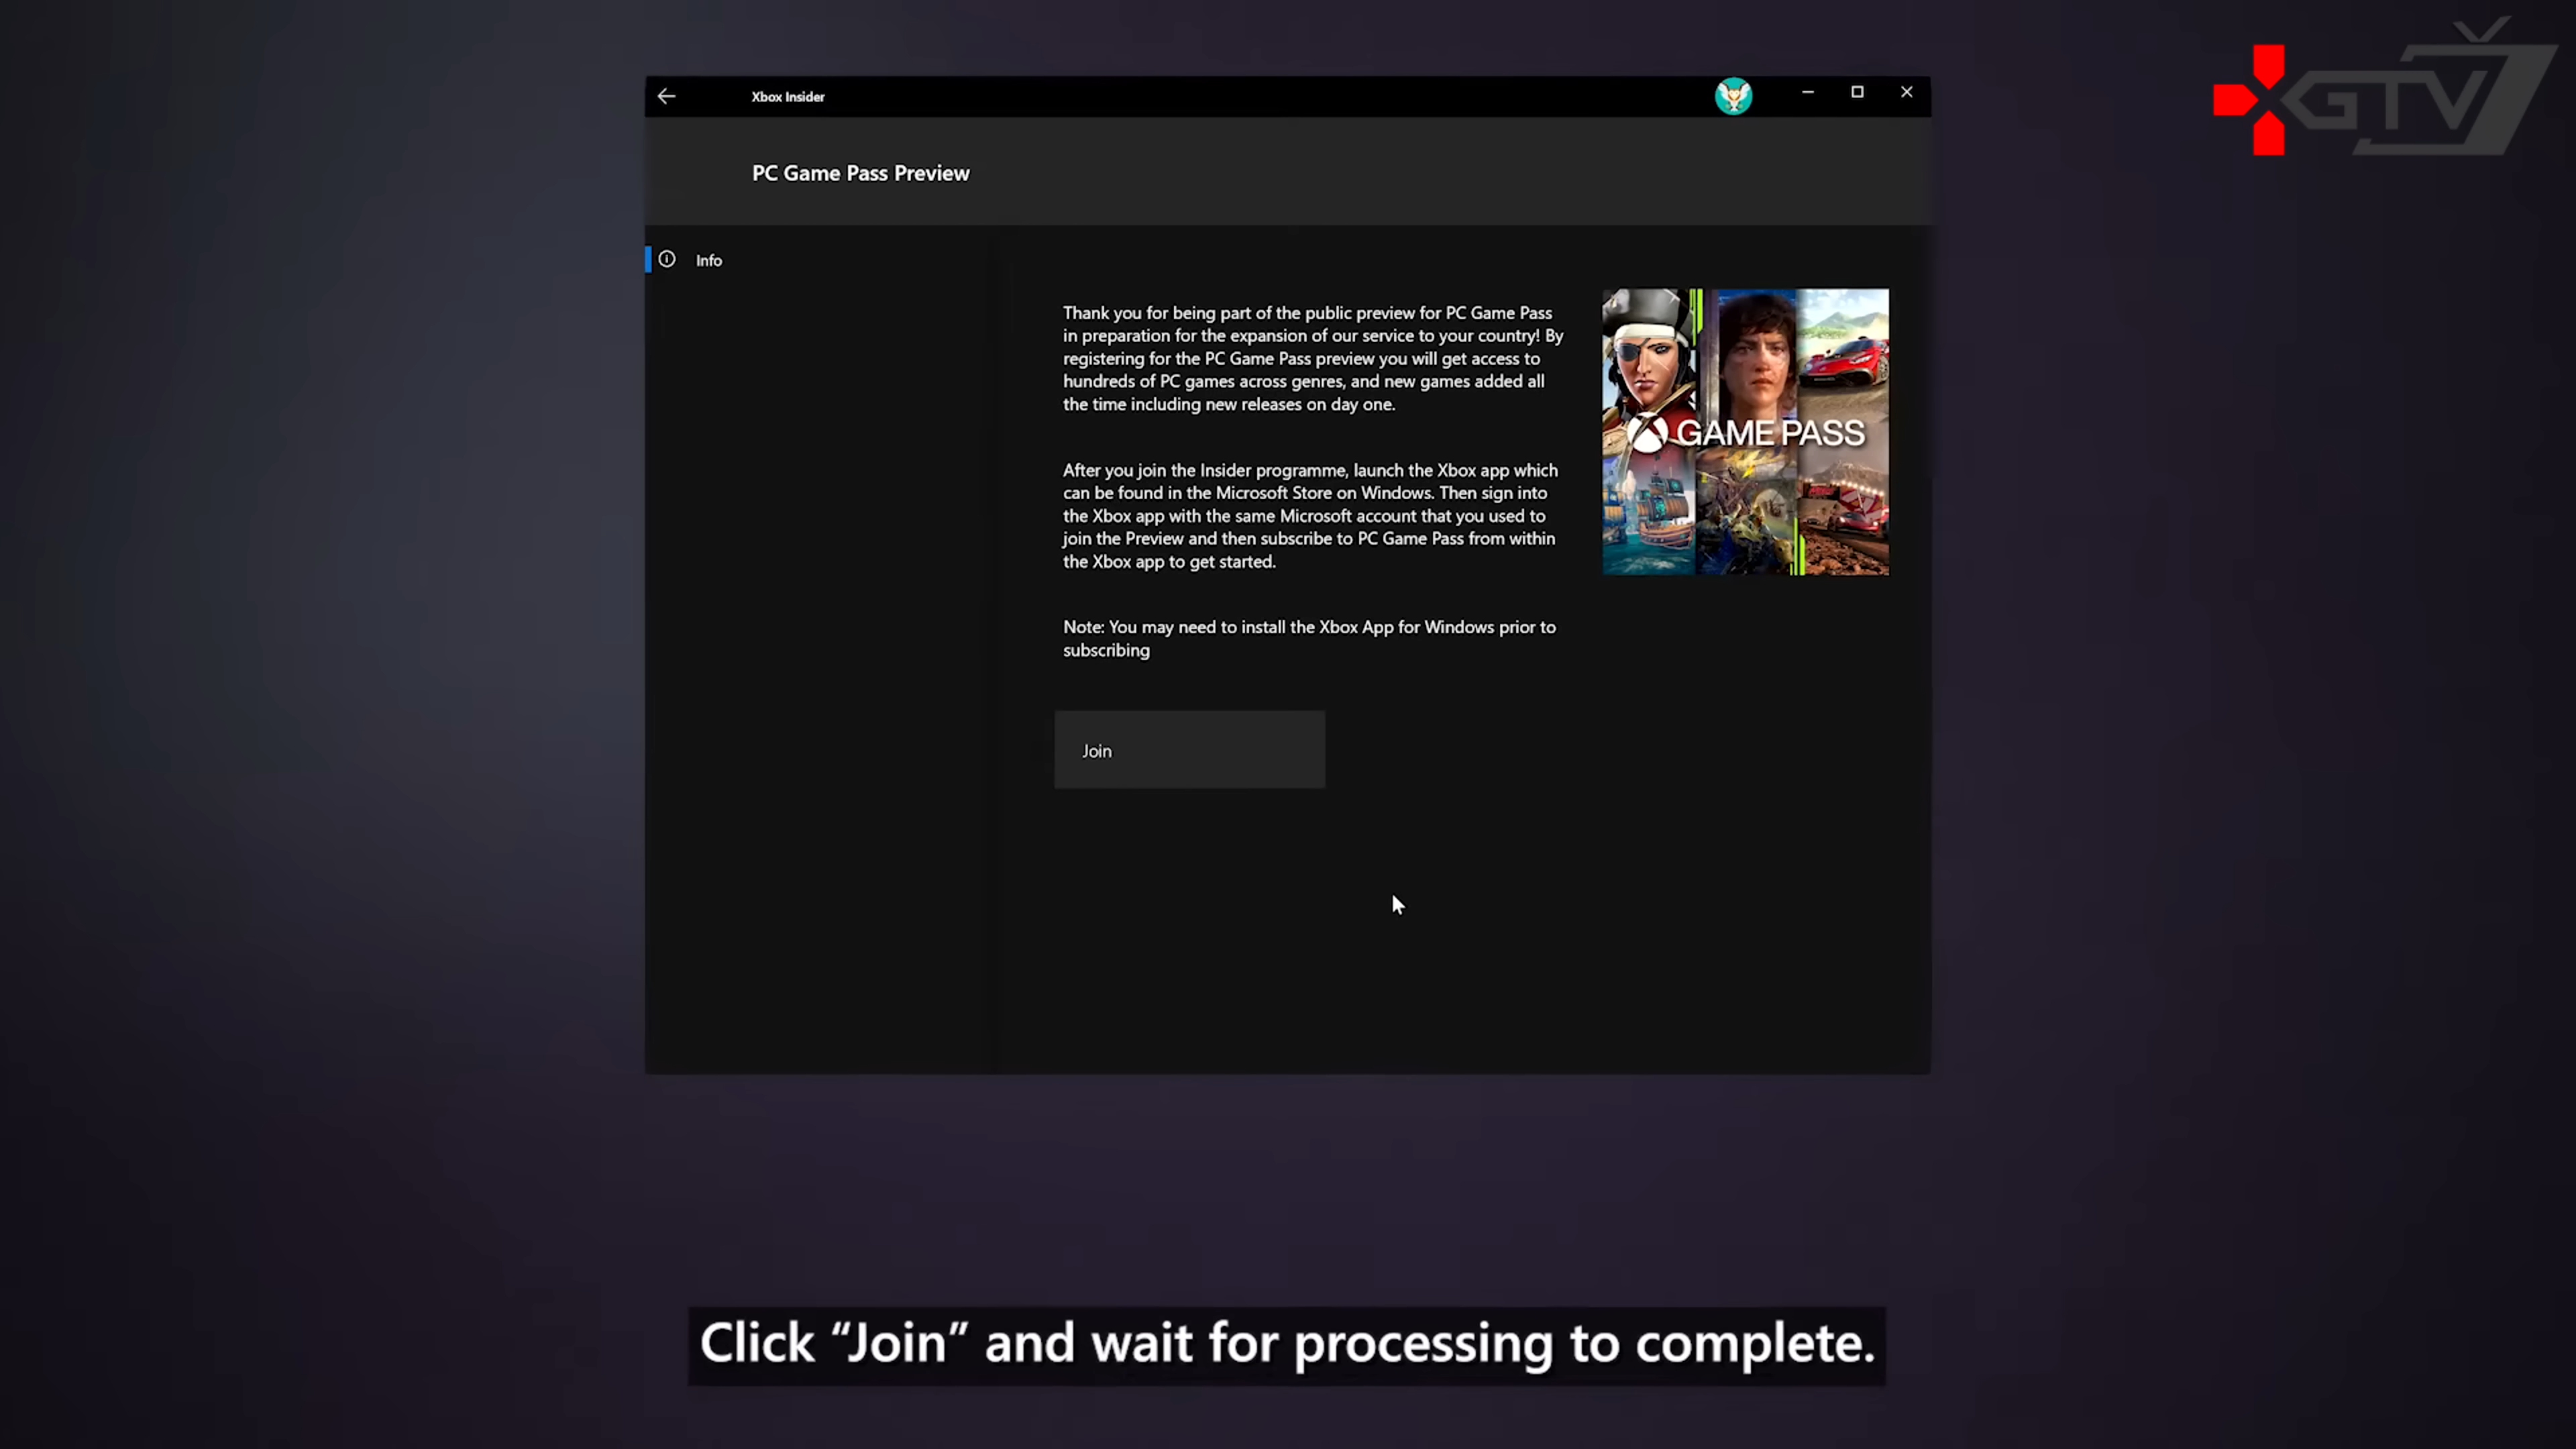 Xbox Insider
GTV
PC Game Pass Preview
Info
Thank you for being part of the public preview for PC Game Pass
in preparation for the expansion of our service to your country! By
registering for the PC Game Pass preview you will get access to
hundreds of PC games across genres, and new games added all
the time including new releases on day one.
GAME PASS
After you join the Insider programme, launch the Xbox app which
can be found in the Microsoft Store on Windows. Then sign into
the Xbox app with the same Microsoft account that you used to
join the Preview and then subscribe to PC Game Pass from within
the Xbox app to get started.
Note: You may need to install the Xbox App for Windows prior to
subscribing
Join
Click “Join” and wait for processing to complete.